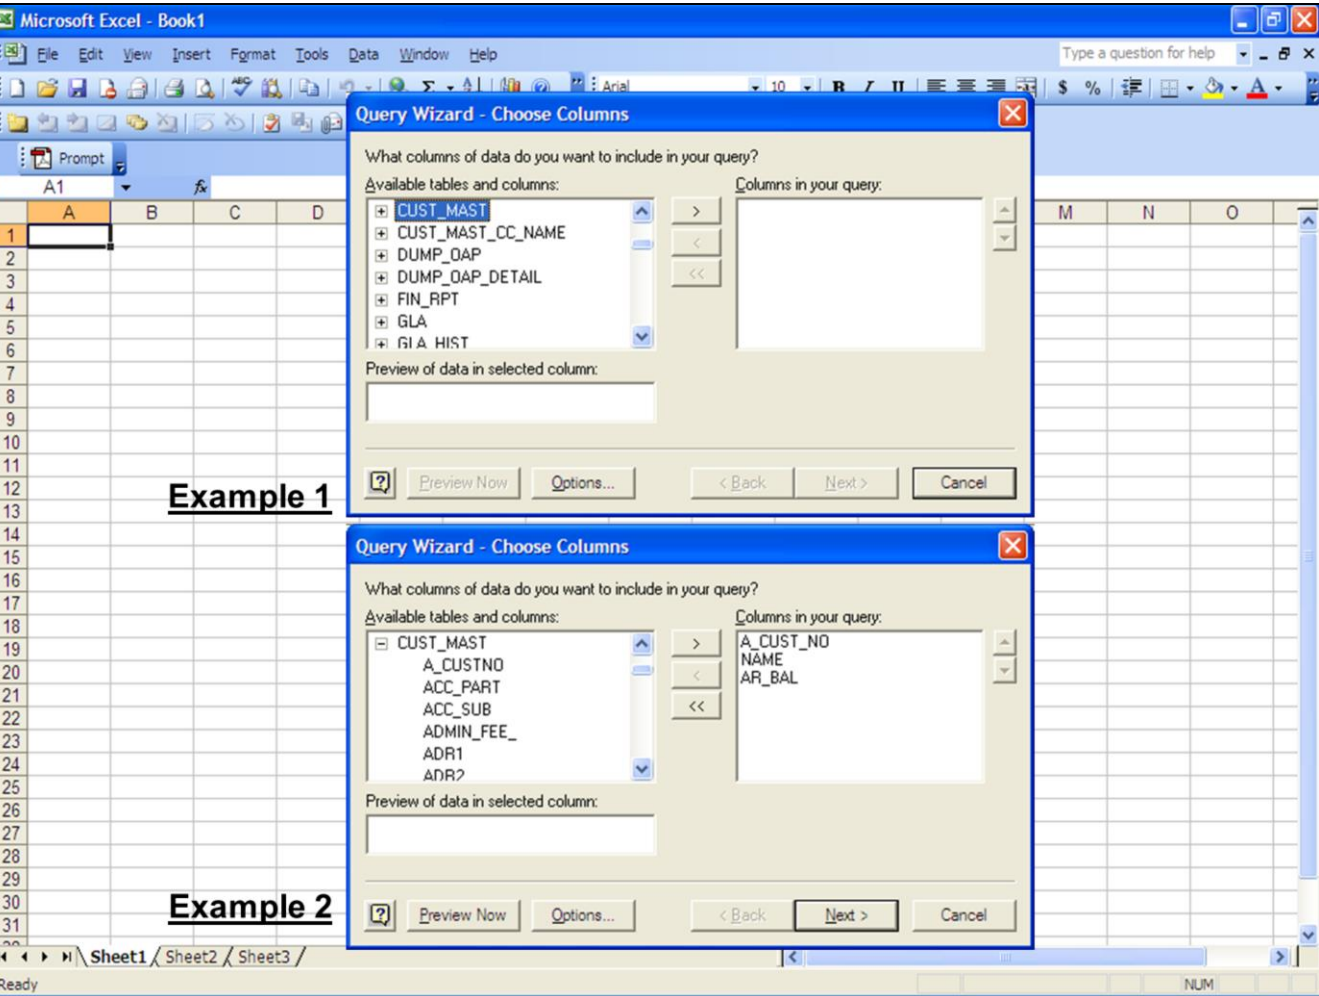 Microsoft Excel - Book1
File Edit View Insert Format Tools Data Window Help Type a question for help
Arial 10 B I U $ %
Prompt
A1 fx
A B C D M N O
Query Wizard - Choose Columns
What columns of data do you want to include in your query?
Available tables and columns: Columns in your query:
CUST_MAST
CUST_MAST_CC_NAME
DUMP_OAP
DUMP_OAP_DETAIL
FIN_RPT
GLA
GLA_HIST
> < <<
Preview of data in selected column:
Preview Now Options... < Back Next > Cancel
Example 1
Query Wizard - Choose Columns
What columns of data do you want to include in your query?
Available tables and columns: Columns in your query:
CUST_MAST
A_CUSTNO
ACC_PART
ACC_SUB
ADMIN_FEE_
ADR1
ADR2
> < <<
A_CUST_NO
NAME
AR_BAL
Preview of data in selected column:
Preview Now Options... < Back Next > Cancel
Example 2
1
2
3
4
5
6
7
8
9
10
11
12
13
14
15
16
17
18
19
20
21
22
23
24
25
26
27
28
29
30
31
Sheet1 Sheet2 Sheet3
Ready NUM